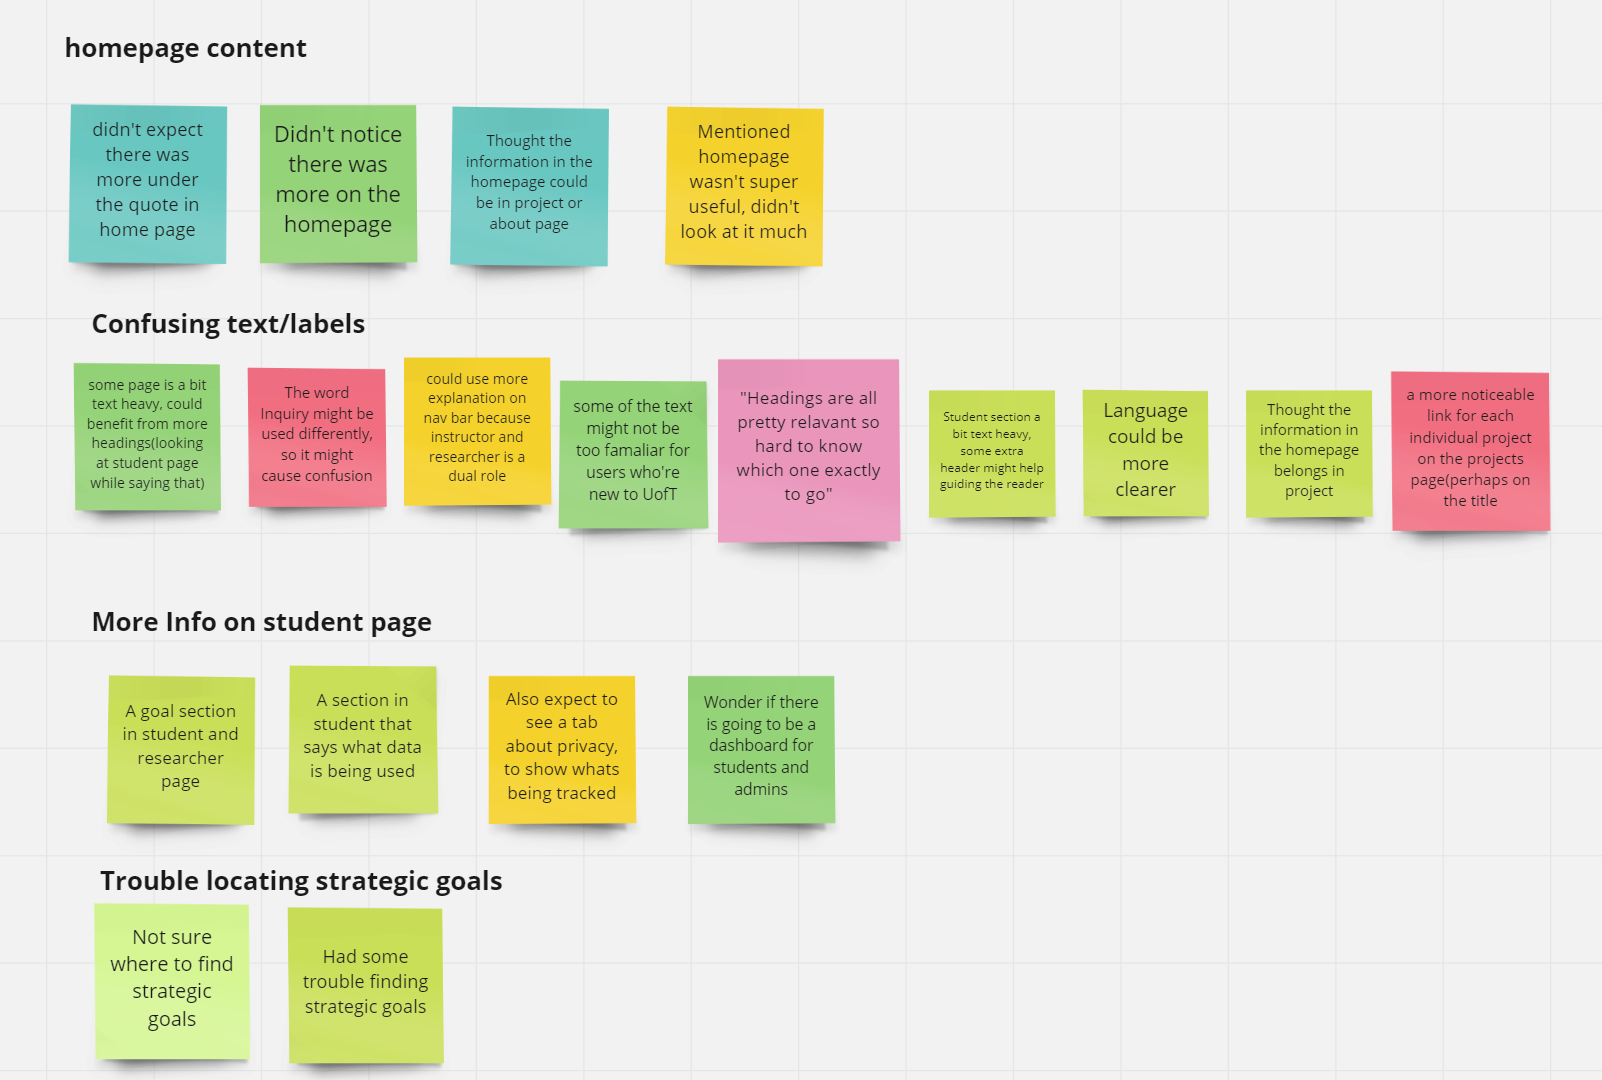 homepage content
didn't expect
there was
more under
the quote in
home page
Didn't notice
there was
more on the
homepage
Thought the
information in the
homepage could
be in project or
about page
Mentioned
homepage
wasn't super
useful, didn't
look at it much
Confusing text/labels
some page is a bit
text heavy, could
benefit from more
headings(looking
at student page
while saying that)
The word
Inquiry might be
used differently,
so it might
cause confusion
could use more
explanation on
nav bar because
instructor and
researcher is a
dual role
some of the text
might not be
too famaliar for
users who're
new to UofT
"Headings are all
pretty relavant so
hard to know
which one exactly
to go"
Student section a
bit text heavy,
some extra
header might help
guiding the reader
Language
could be
more
clearer
Thought the
information in
the homepage
belongs in
project
a more noticeable
link for each
individual project
on the projects
page(perhaps on
the title
More Info on student page
A goal section
in student and
researcher
page
A section in
student that
says what data
is being used
Also expect to
see a tab
about privacy,
to show whats
being tracked
Wonder if there
is going to be a
dashboard for
students and
admins
Trouble locating strategic goals
Not sure
where to find
strategic
goals
Had some
trouble finding
strategic goals